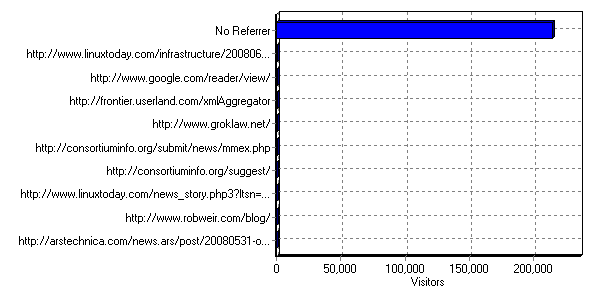 No Referrer
http://www.linuxtoday.com/infrastructure/200806...
http://www.google.com/reader/view/
http://frontier.userland.com/xmlAggregator
http://www.groklaw.net/
http://consortiuminfo.org/submit/news/mmex.php
http://consortiuminfo.org/suggest/
http://www.linuxtoday.com/news_story.php3?ltsn=...
http://www.robweir.com/blog/
http://arstechnica.com/news.ars/post/20080531-o...
0 50,000 100,000 150,000 200,000
Visitors